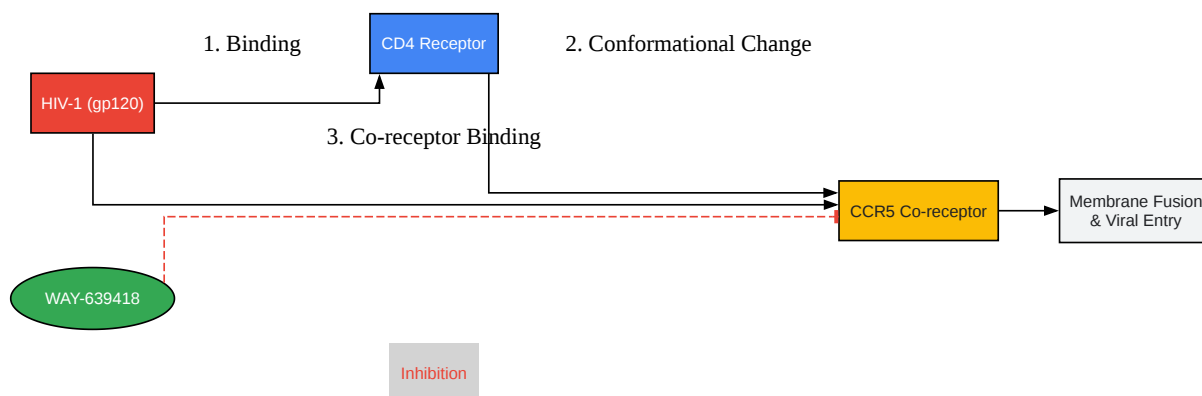 1. Binding
CD4 Receptor
2. Conformational Change
HIV-1 (gp120)
3. Co-receptor Binding
CCR5 Co-receptor
Membrane Fusion
& Viral Entry
WAY-639418
Inhibition